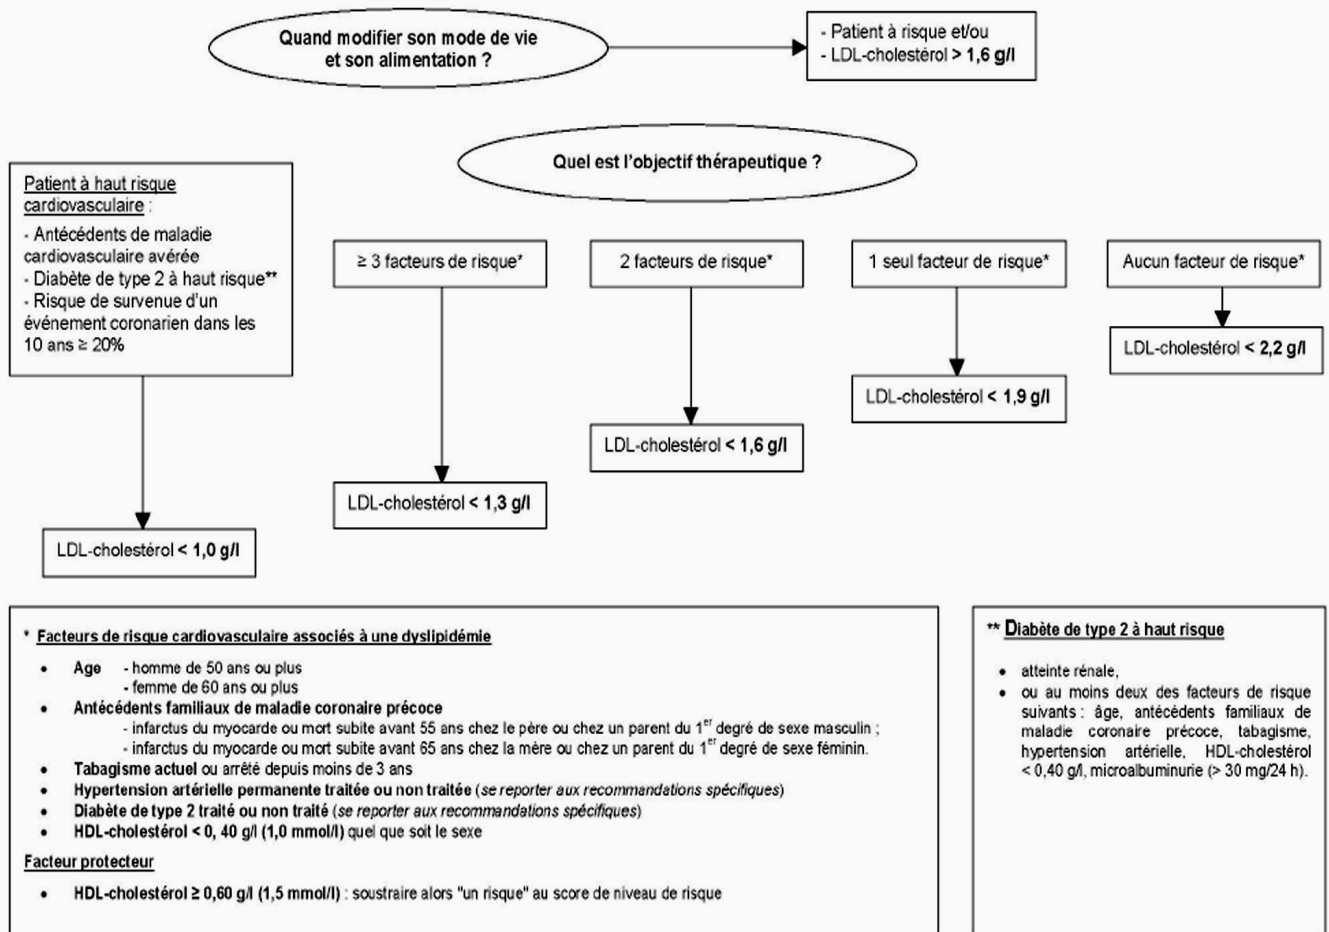 Quand modifier son mode de vie
et son alimentation ?
- Patient à risque et/ou
- LDL-cholestérol > 1,6 g/l
Quel est l'objectif thérapeutique ?
Patient à haut risque
cardiovasculaire :
- Antécédents de maladie
cardiovasculaire avérée
- Diabète de type 2 à haut risque**
- Risque de survenue d'un
événement coronarien dans les
10 ans ≥ 20%
≥ 3 facteurs de risque*
2 facteurs de risque*
1 seul facteur de risque*
Aucun facteur de risque*
LDL-cholestérol < 2,2 g/l
LDL-cholestérol < 1,9 g/l
LDL-cholestérol < 1,6 g/l
LDL-cholestérol < 1,3 g/l
LDL-cholestérol < 1,0 g/l
* Facteurs de risque cardiovasculaire associés à une dyslipidémie
• Age - homme de 50 ans ou plus
- femme de 60 ans ou plus
• Antécédents familiaux de maladie coronaire précoce
- infarctus du myocarde ou mort subite avant 55 ans chez le père ou chez un parent du 1er degré de sexe masculin ;
- infarctus du myocarde ou mort subite avant 65 ans chez la mère ou chez un parent du 1er degré de sexe féminin.
• Tabagisme actuel ou arrêté depuis moins de 3 ans
• Hypertension artérielle permanente traitée ou non traitée (se reporter aux recommandations spécifiques)
• Diabète de type 2 traité ou non traité (se reporter aux recommandations spécifiques)
• HDL-cholestérol < 0, 40 g/l (1,0 mmol/l) quel que soit le sexe
Facteur protecteur
• HDL-cholestérol ≥ 0,60 g/l (1,5 mmol/l) : soustraire alors "un risque" au score de niveau de risque
** Diabète de type 2 à haut risque
• atteinte rénale,
• ou au moins deux des facteurs de risque
suivants : âge, antécédents familiaux de
maladie coronaire précoce, tabagisme,
hypertension artérielle, HDL-cholestérol
< 0,40 g/l, microalbuminurie (> 30 mg/24 h).